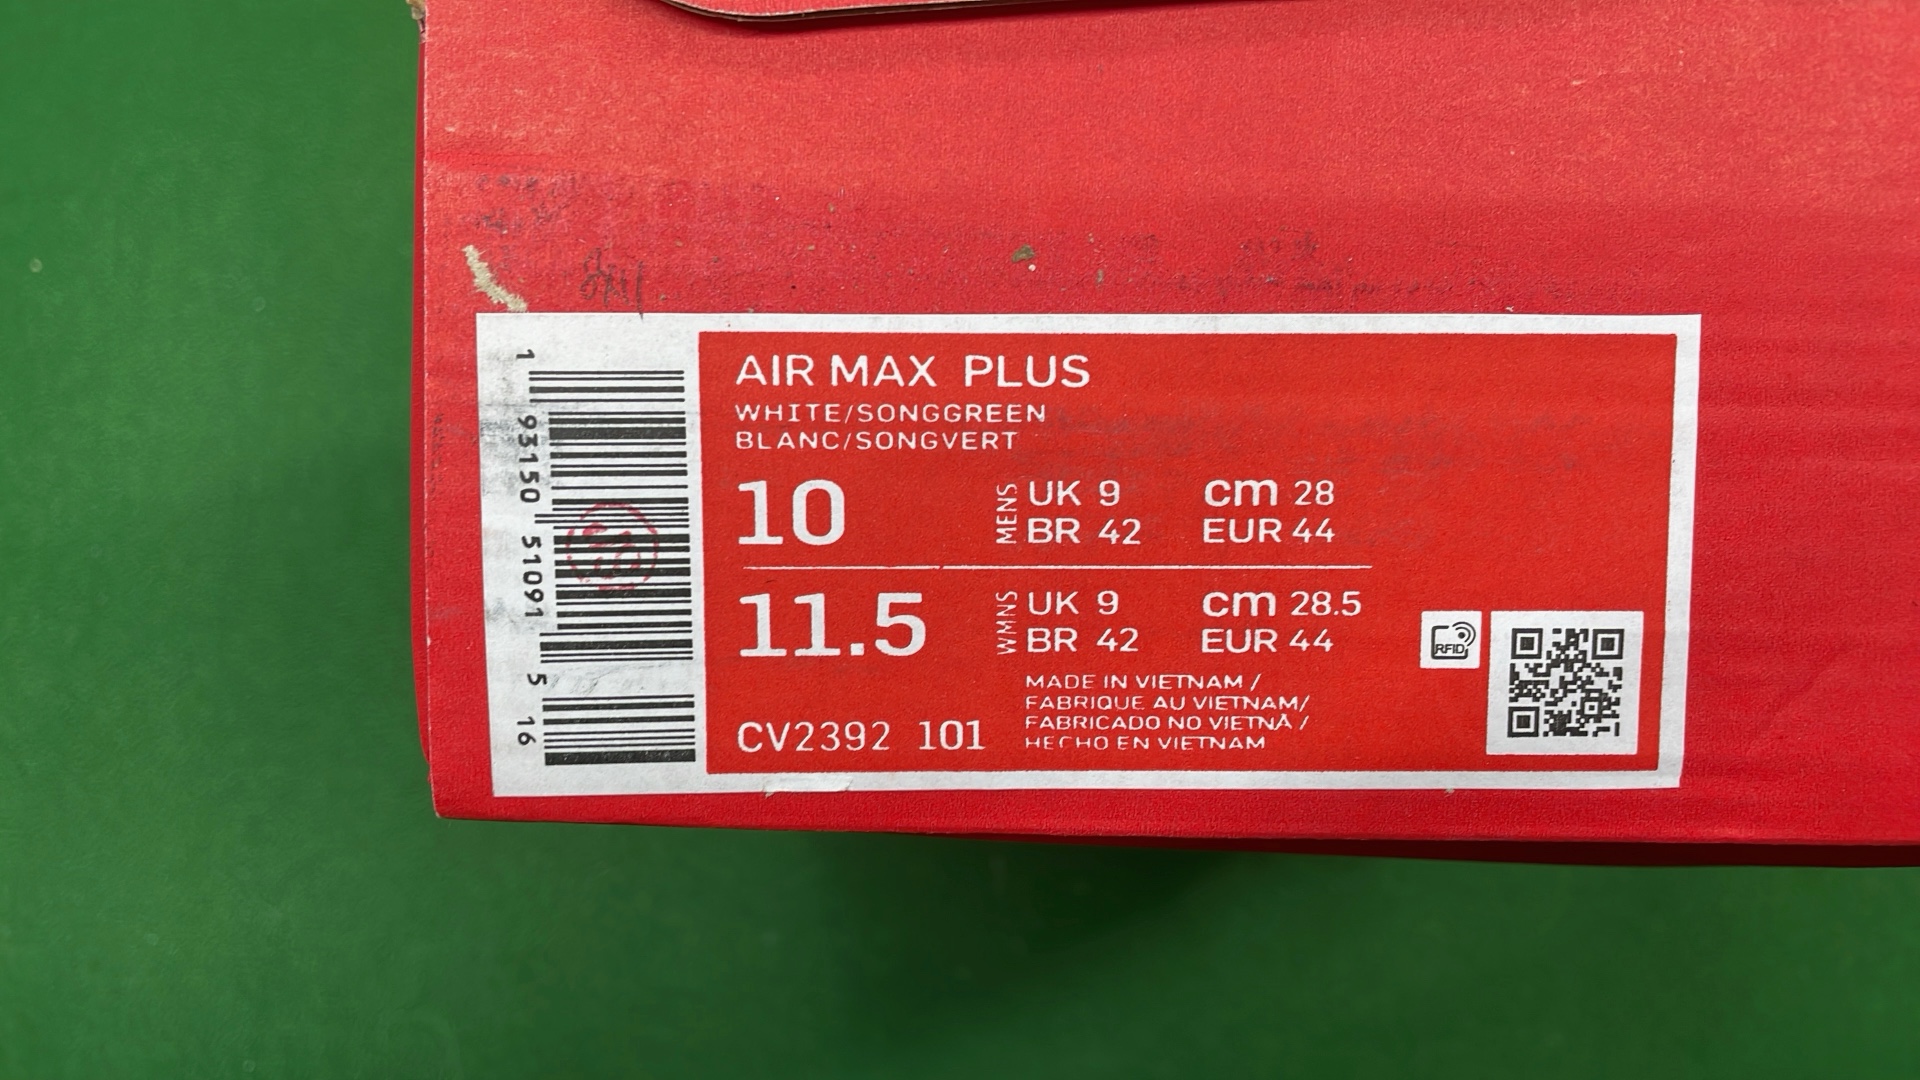 AIR MAX PLUS
WHITE/SONGGREEN
BLANC/SONGVERT
10 MENS UK 9 cm 28
BR 42 EUR 44
11.5 WMNS UK 9 cm 28.5
BR 42 EUR 44
MADE IN VIETNAM /
FABRIQUE AU VIETNAM/
FABRICADO NO VIETNÃ /
HECHO EN VIETNAM
CV2392 101
RFID
1 93150 51091 5 16